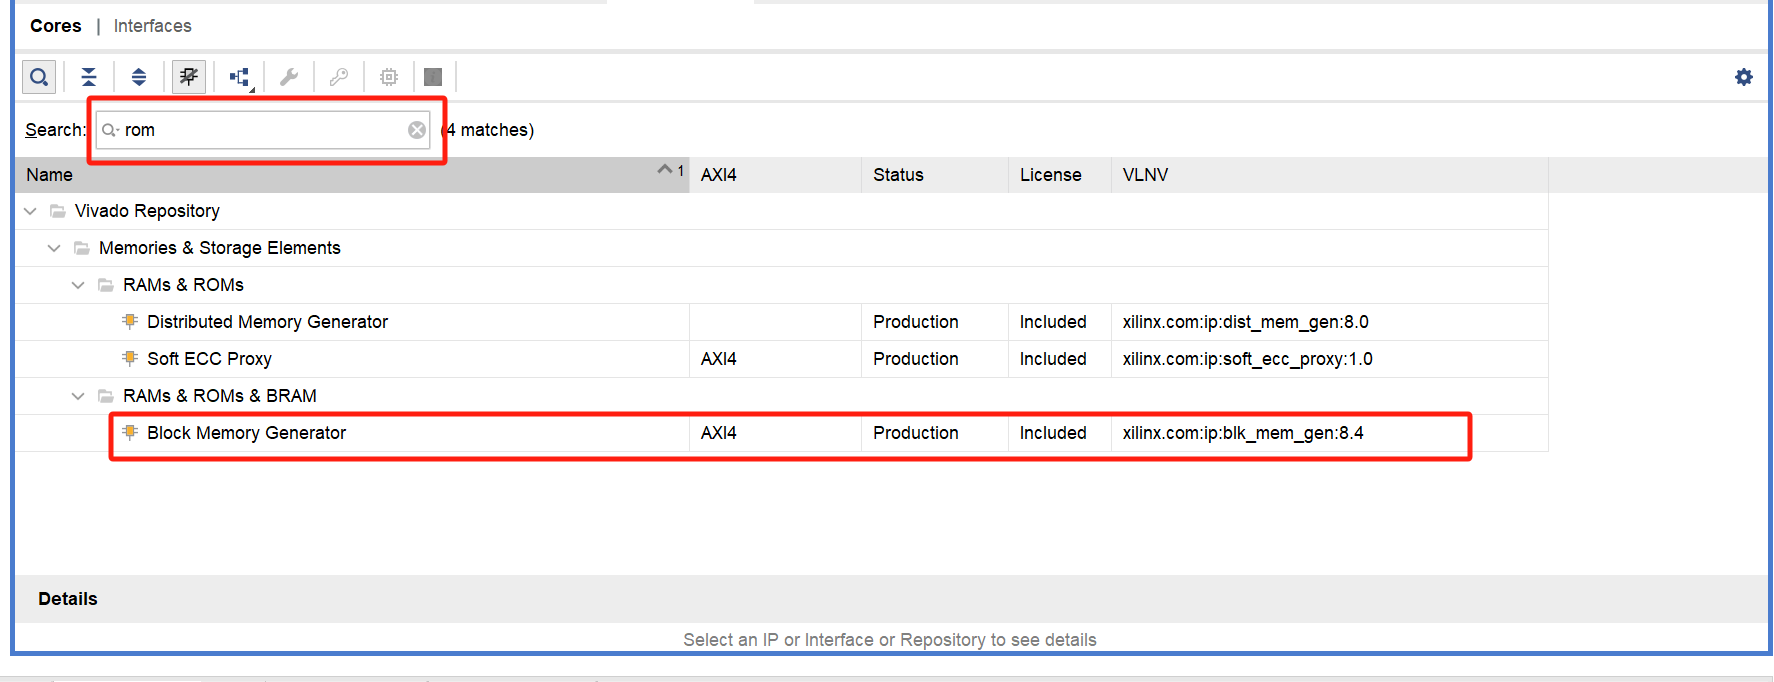 Cores | Interfaces
Search: rom (4 matches)
Name 1 AXI4 Status License VLNV
Vivado Repository
Memories & Storage Elements
RAMs & ROMs
Distributed Memory Generator Production Included xilinx.com:ip:dist_mem_gen:8.0
Soft ECC Proxy AXI4 Production Included xilinx.com:ip:soft_ecc_proxy:1.0
RAMs & ROMs & BRAM
Block Memory Generator AXI4 Production Included xilinx.com:ip:blk_mem_gen:8.4
Details
Select an IP or Interface or Repository to see details